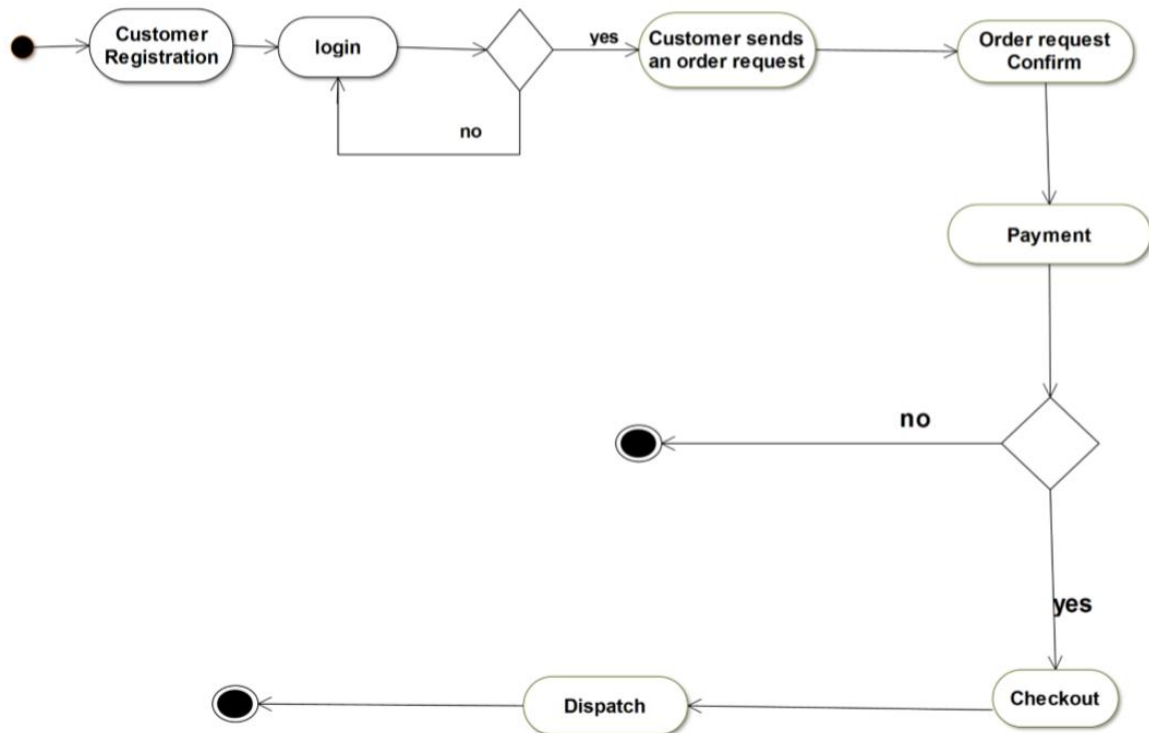 Customer
Registration
login
yes
Customer sends
an order request
Order request
Confirm
no
Payment
no
yes
Checkout
Dispatch